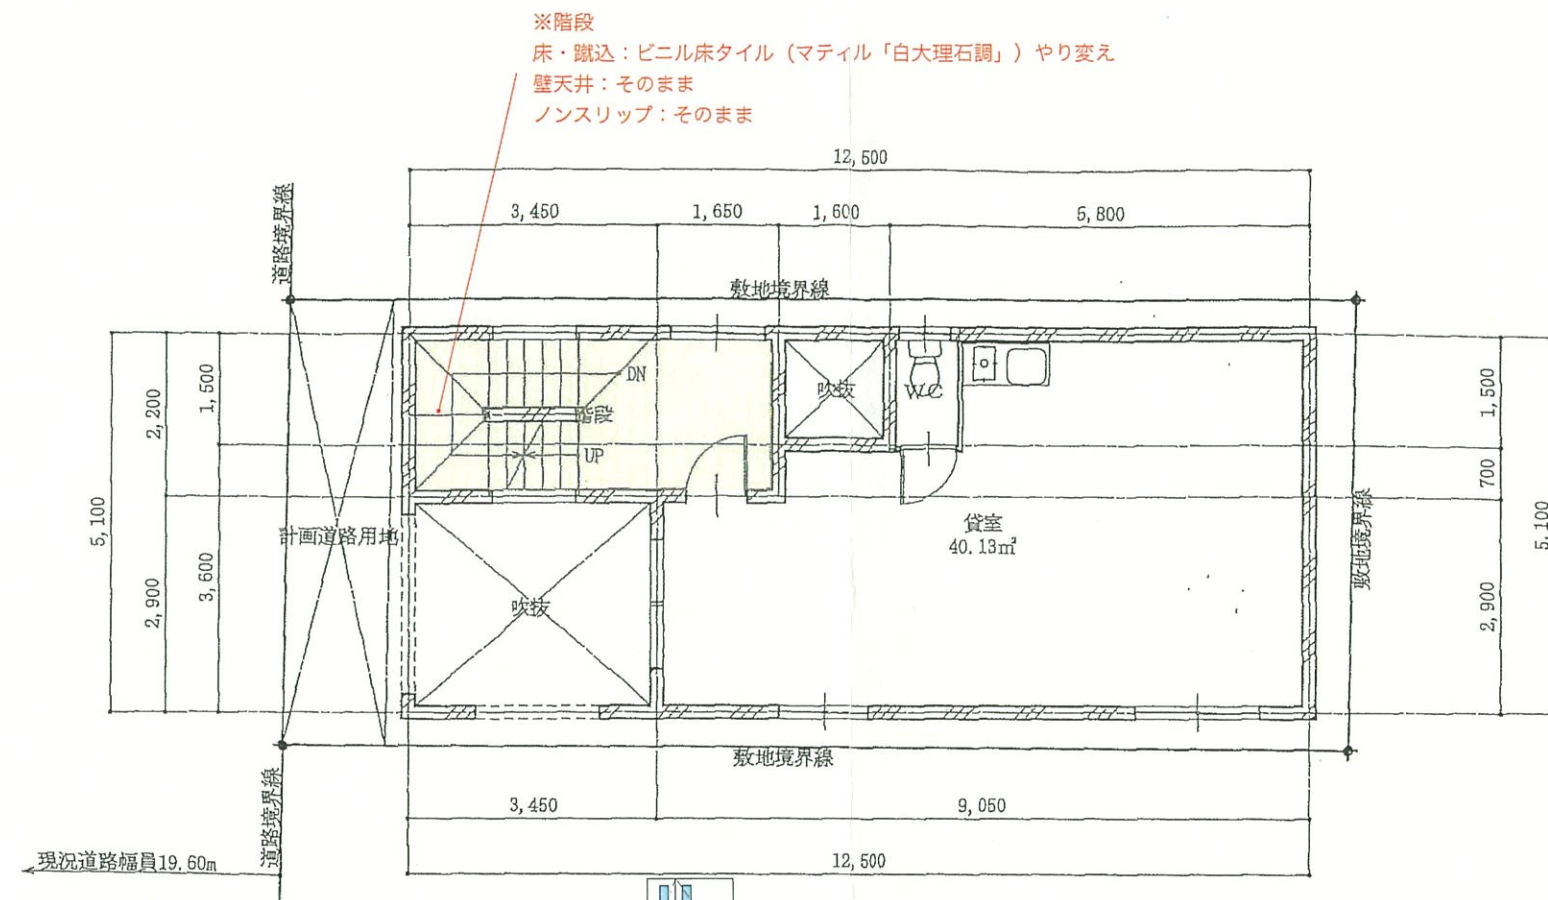 ※階段
床・蹴込：ビニル床タイル（マティル「白大理石調」）やり変え
壁天井：そのまま
ノンスリップ：そのまま
12,500
3,450
1,650
1,600
5,800
道路境界線
敷地境界線
DN
階段
UP
吹抜
WC
1,500
2,200
5,100
3,600
2,900
計画道路用地
吹抜
貸室
40.13㎡
1,500
700
2,900
5,100
敷地境界線
敷地境界線
道路境界線
3,450
9,050
12,500
現況道路幅員19.60m